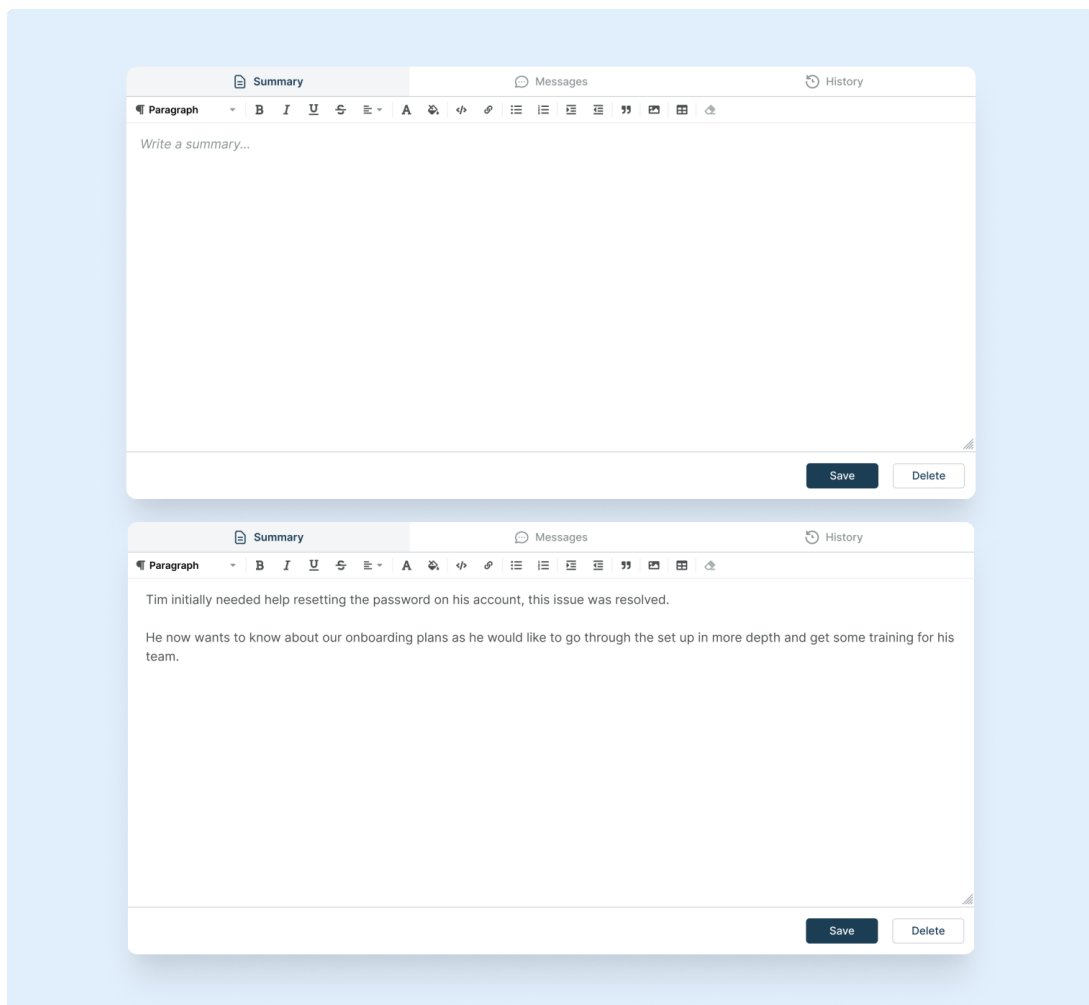 Summary
Messages
History
Paragraph
Write a summary...
Save
Delete
Summary
Messages
History
Paragraph
Tim initially needed help resetting the password on his account, this issue was resolved.
He now wants to know about our onboarding plans as he would like to go through the set up in more depth and get some training for his
team.
Save
Delete